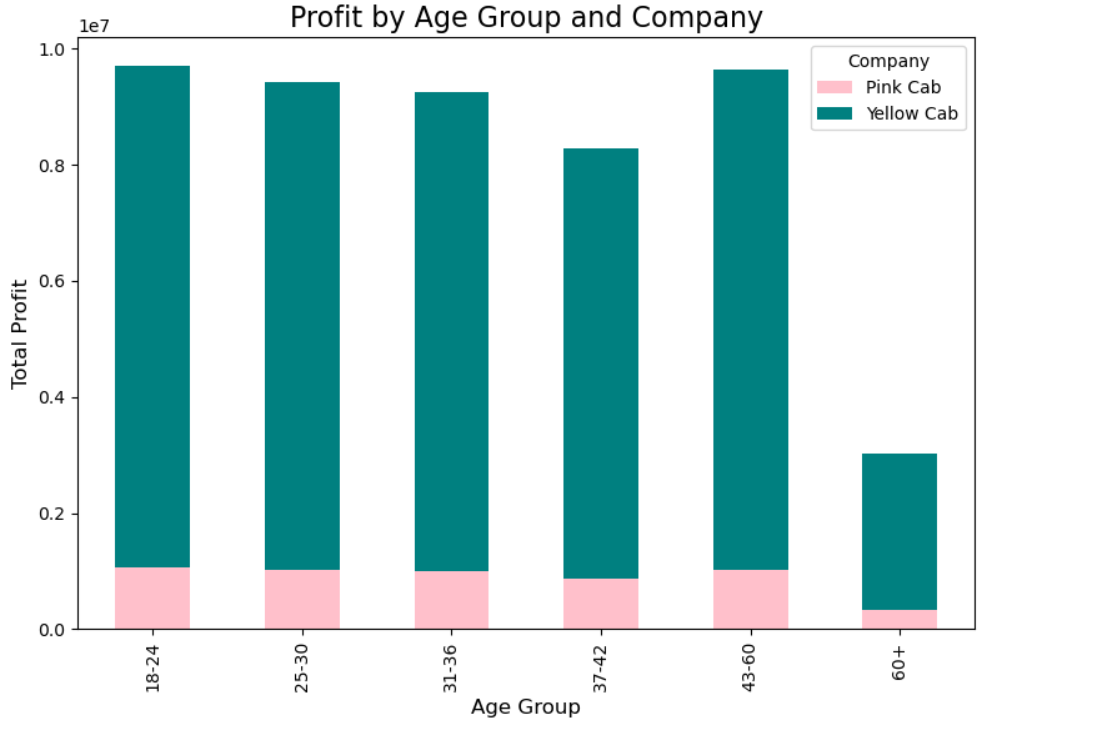 Profit by Age Group and Company
1e7
1.0
0.8
0.6
0.4
0.2
0.0
Total Profit
Company
Pink Cab
Yellow Cab
18-24
25-30
31-36
37-42
43-60
60+
Age Group